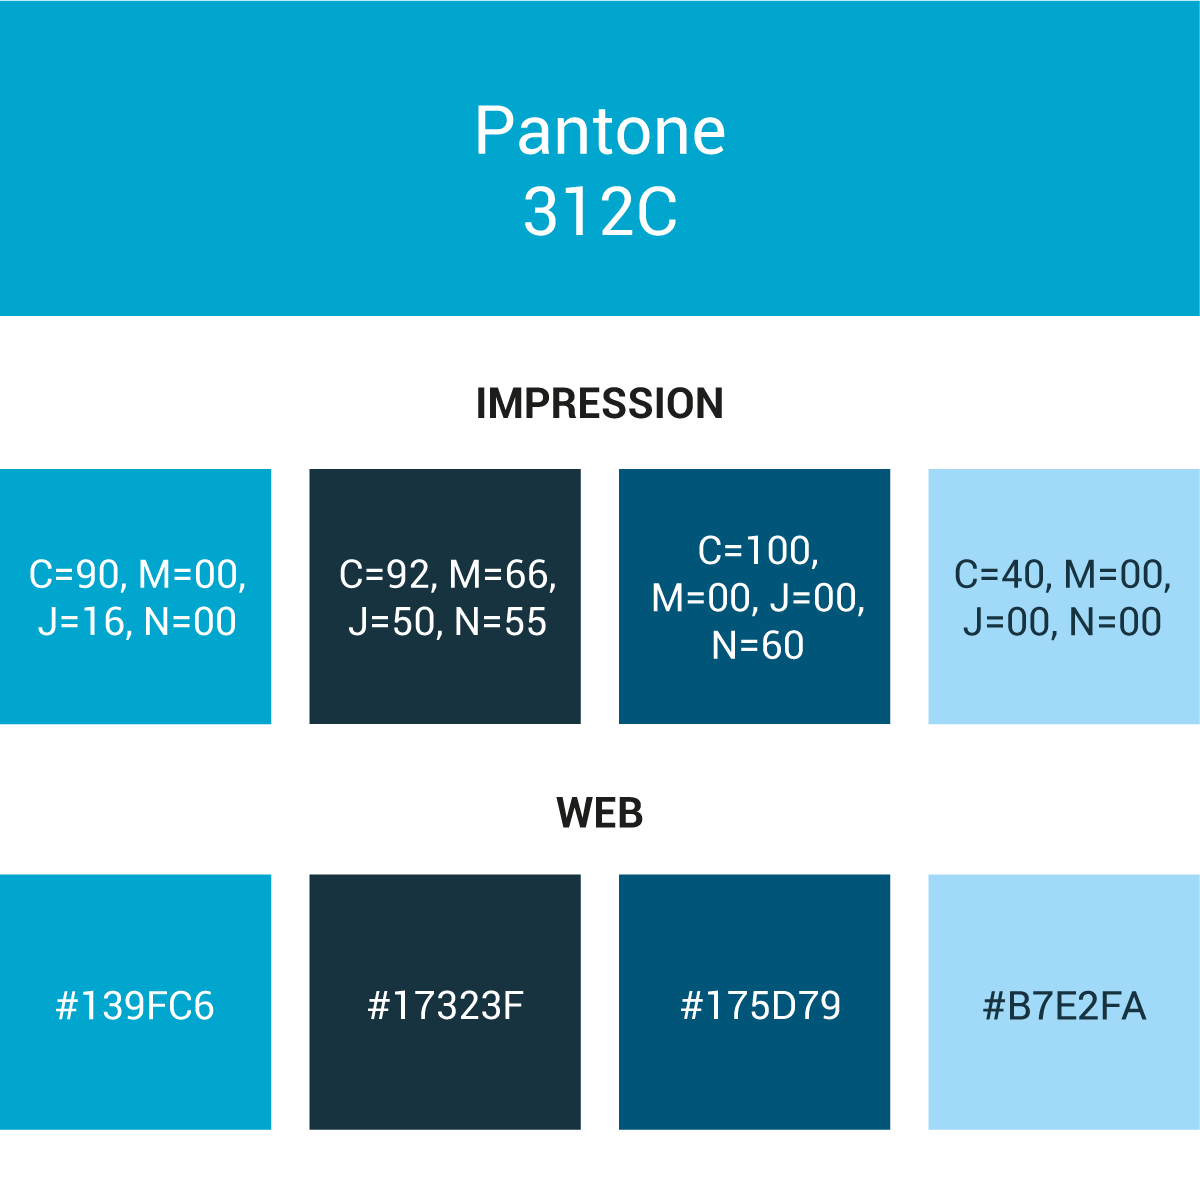 Pantone
312C
IMPRESSION
C=90, M=00,
J=16, N=00
C=92, M=66,
J=50, N=55
C=100,
M=00, J=00,
N=60
C=40, M=00,
J=00, N=00
WEB
#139FC6
#17323F
#175D79
#B7E2FA